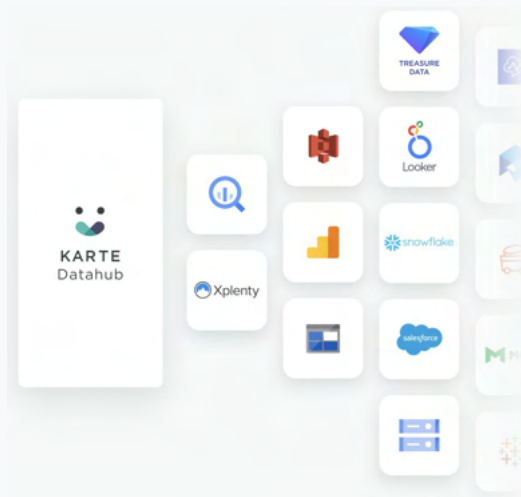 KARTE
Datahub
Xplenty
TREASURE
DATA
Looker
snowflake
salesforce